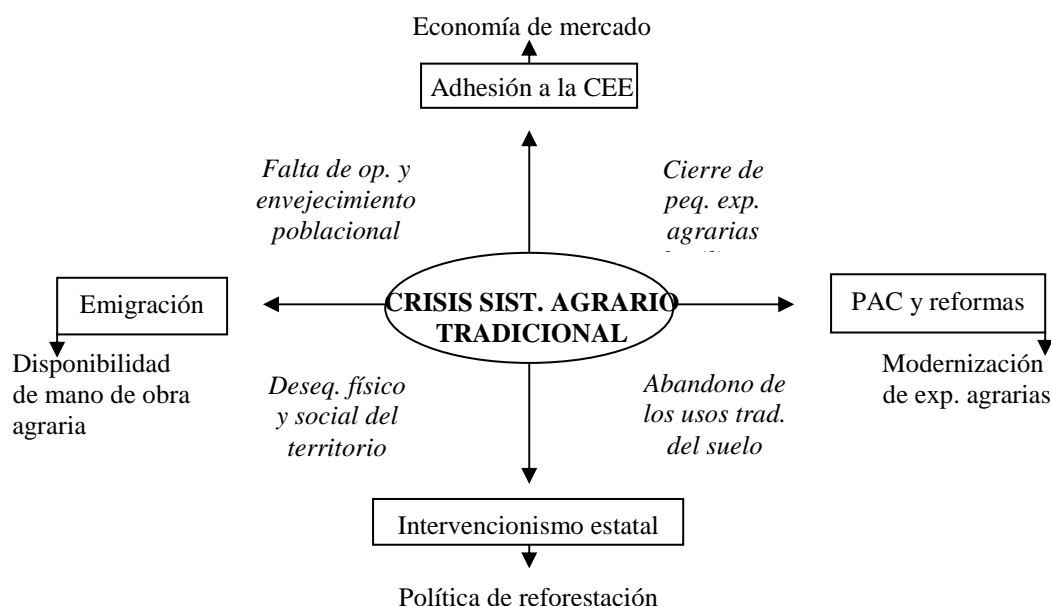 Economía de mercado
Adhesión a la CEE
Falta de op. y
envejecimiento
poblacional
Cierre de
peq. exp.
agrarias
Emigración
CRISIS SIST. AGRARIO
TRADICIONAL
PAC y reformas
Disponibilidad
de mano de obra
agraria
Deseq. físico
y social del
territorio
Abandono de
los usos trad.
del suelo
Modernización
de exp. agrarias
Intervencionismo estatal
Política de reforestación